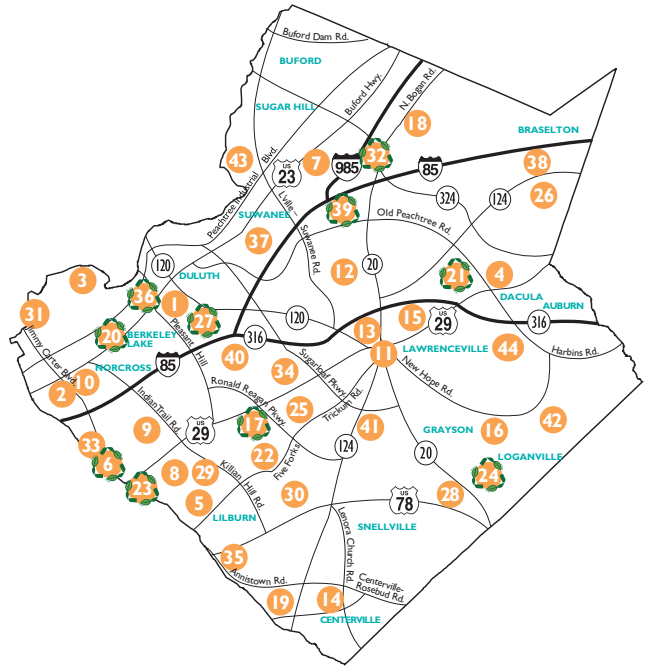 Buford Dam Rd.
BUFORD
Buford Hwy.
N. Bogan Rd.
SUGAR HILL
18
BRASELTON
43
Peachtree Industrial Blvd.
US 23
7
985
32
85
38
26
324
124
L'ville – Suwanee Rd.
SUWANEE
39
Old Peachtree Rd.
37
120
20
12
21
4
3
DULUTH
36
1
27
DACULA
AUBURN
31
120
15
US 29
316
20
BERKELEY LAKE
Pleasant Hill
316
13
11
LAWRENCEVILLE
44
Harbins Rd.
Jimmy Carter Blvd.
NORCROSS
85
40
34
Sugarloaf Pkwy.
New Hope Rd.
10
2
Ronald Reagan Pkwy.
Trickum Rd.
25
Indian Trail Rd.
9
US 29
17
41
GRAYSON
16
42
33
6
22
Five Forks
124
20
LOGANVILLE
24
8
29
Killian Hill Rd.
23
5
30
US 78
28
LILBURN
SNELLVILLE
Lenora Church Rd.
35
Annistown Rd.
Centerville-Rosebud Rd.
19
14
CENTERVILLE